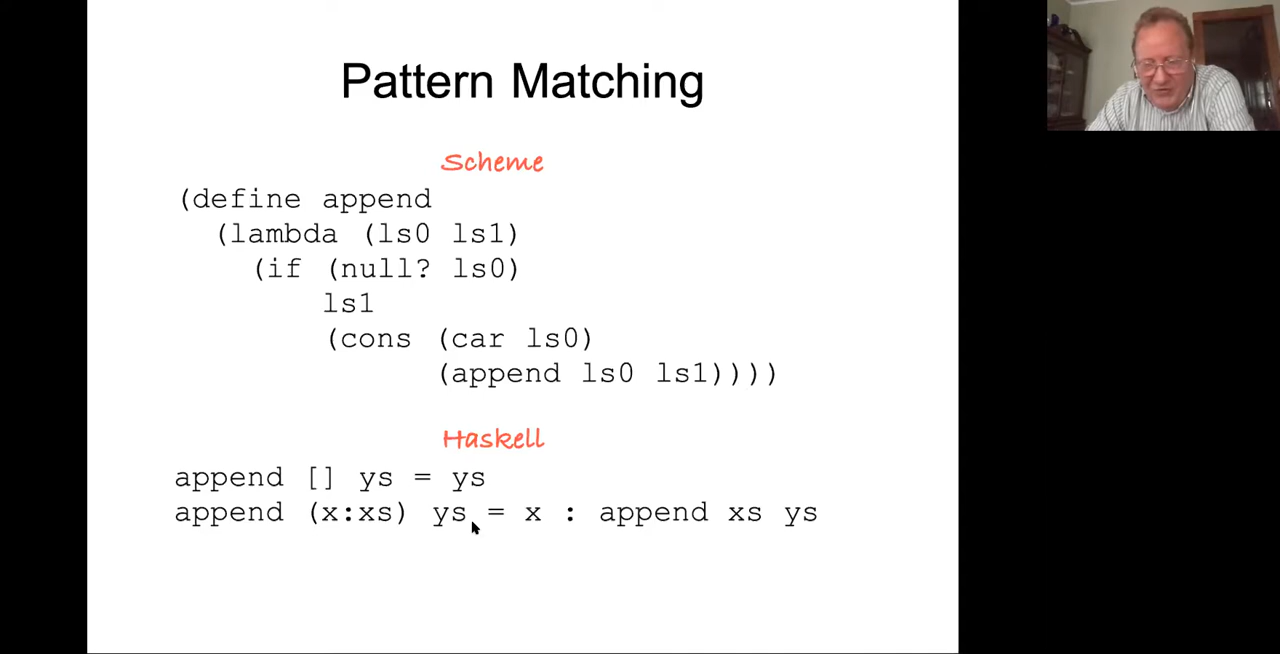 Pattern Matching
Scheme
(define append
(lambda (ls0 ls1)
(if (null? ls0)
ls1
(cons (car ls0)
(append ls0 ls1))))
Haskell
append [] ys = ys
append (x:xs) ys = x : append xs ys